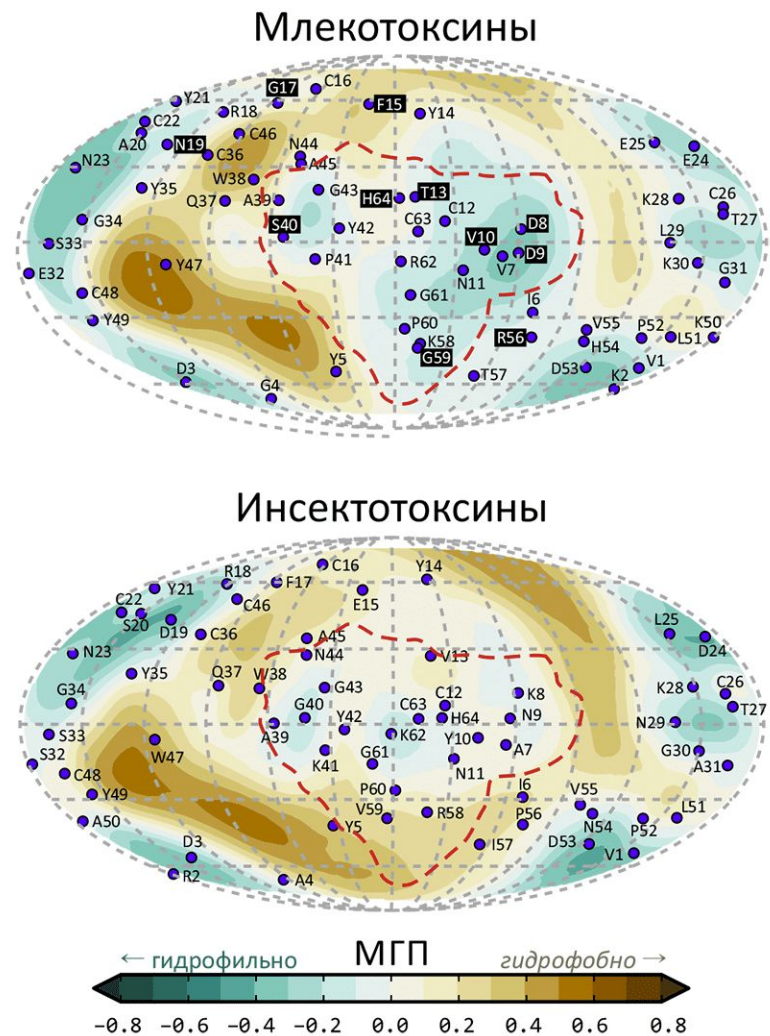 Млекотоксины
C16
G17
Y21
F15
R18
Y14
C22
C46
A20
N19
C36
N44
A45
E25
E24
N23
W38
Y35
G43
T13
H64
K28
Q37
A39
C26
C12
T27
G34
S40
Y42
C63
D8
L29
S33
V10
D9
P41
R62
V7
K30
Y47
N11
G31
E32
C48
G61
I6
Y49
P60
V55
P52
K50
K58
R56
H54
L51
G59
D3
Y5
T57
D53
V1
G4
K2
Инсектотоксины
C16
Y14
R18
F17
Y21
E15
C46
C22
S20
D19
C36
L25
A45
D24
N23
N44
V13
Y35
Q37
W38
G43
K28
C26
K8
G34
C12
T27
G40
C63
H64
N9
N29
A39
Y42
S33
K62
Y10
W47
A7
K41
G30
S32
G61
N11
A31
C48
P60
I6
Y49
V55
V59
R58
L51
A50
Y5
P56
N54
P52
D3
I57
D53
V1
R2
A4
← гидрофильно МГП гидрофобно →
−0.8 −0.6 −0.4 −0.2 0.0 0.2 0.4 0.6 0.8